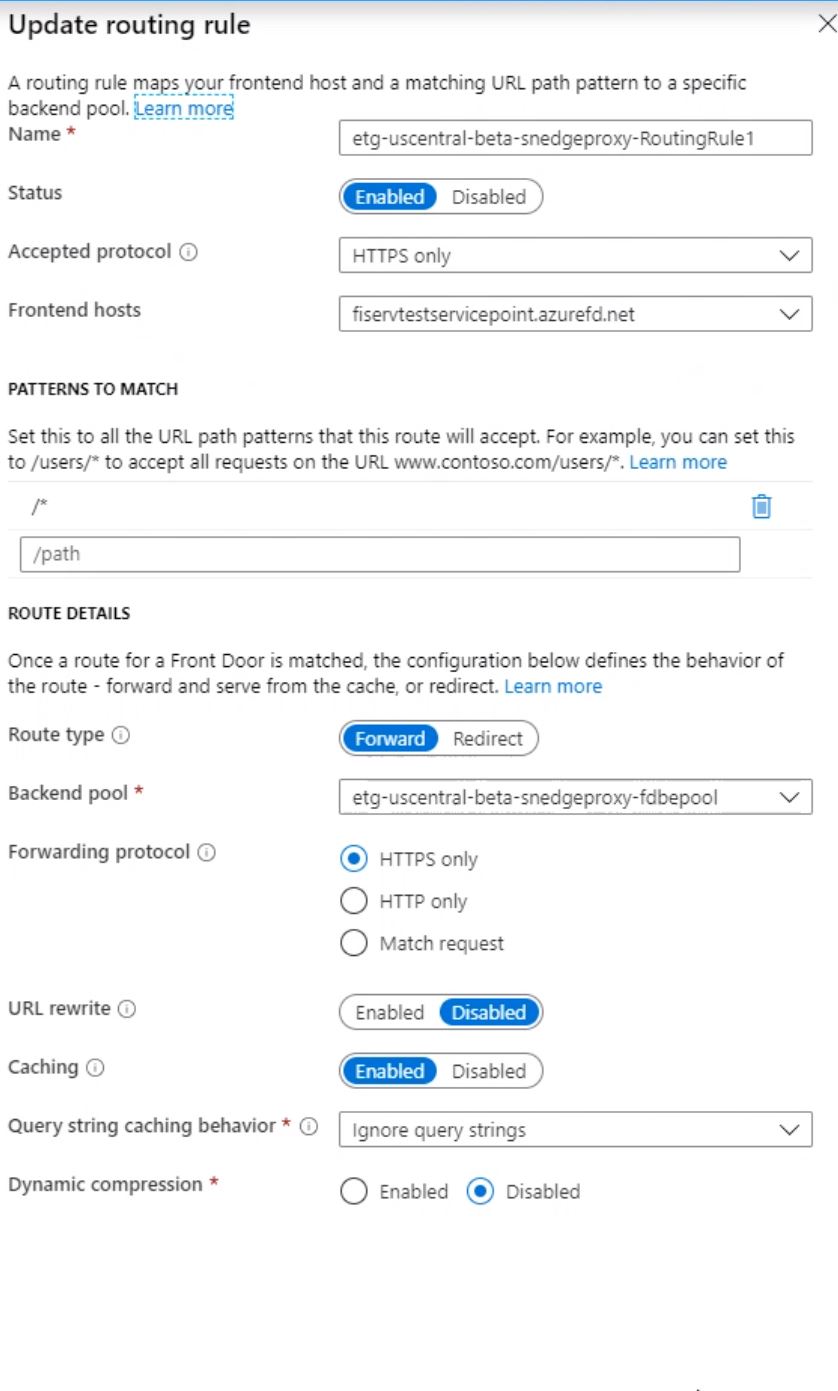 Update routing rule
A routing rule maps your frontend host and a matching URL path pattern to a specific
backend pool. Learn more
Name *
etg-uscentral-beta-snedgeproxy-RoutingRule1
Status
Enabled Disabled
Accepted protocol
HTTPS only
Frontend hosts
fiservtestservicepoint.azurefd.net
PATTERNS TO MATCH
Set this to all the URL path patterns that this route will accept. For example, you can set this
to /users/* to accept all requests on the URL www.contoso.com/users/*. Learn more
/*
/path
ROUTE DETAILS
Once a route for a Front Door is matched, the configuration below defines the behavior of
the route - forward and serve from the cache, or redirect. Learn more
Route type
Forward Redirect
Backend pool *
etg-uscentral-beta-snedgeproxy-fdbepool
Forwarding protocol
HTTPS only
HTTP only
Match request
URL rewrite
Enabled Disabled
Caching
Enabled Disabled
Query string caching behavior *
Ignore query strings
Dynamic compression *
Enabled Disabled